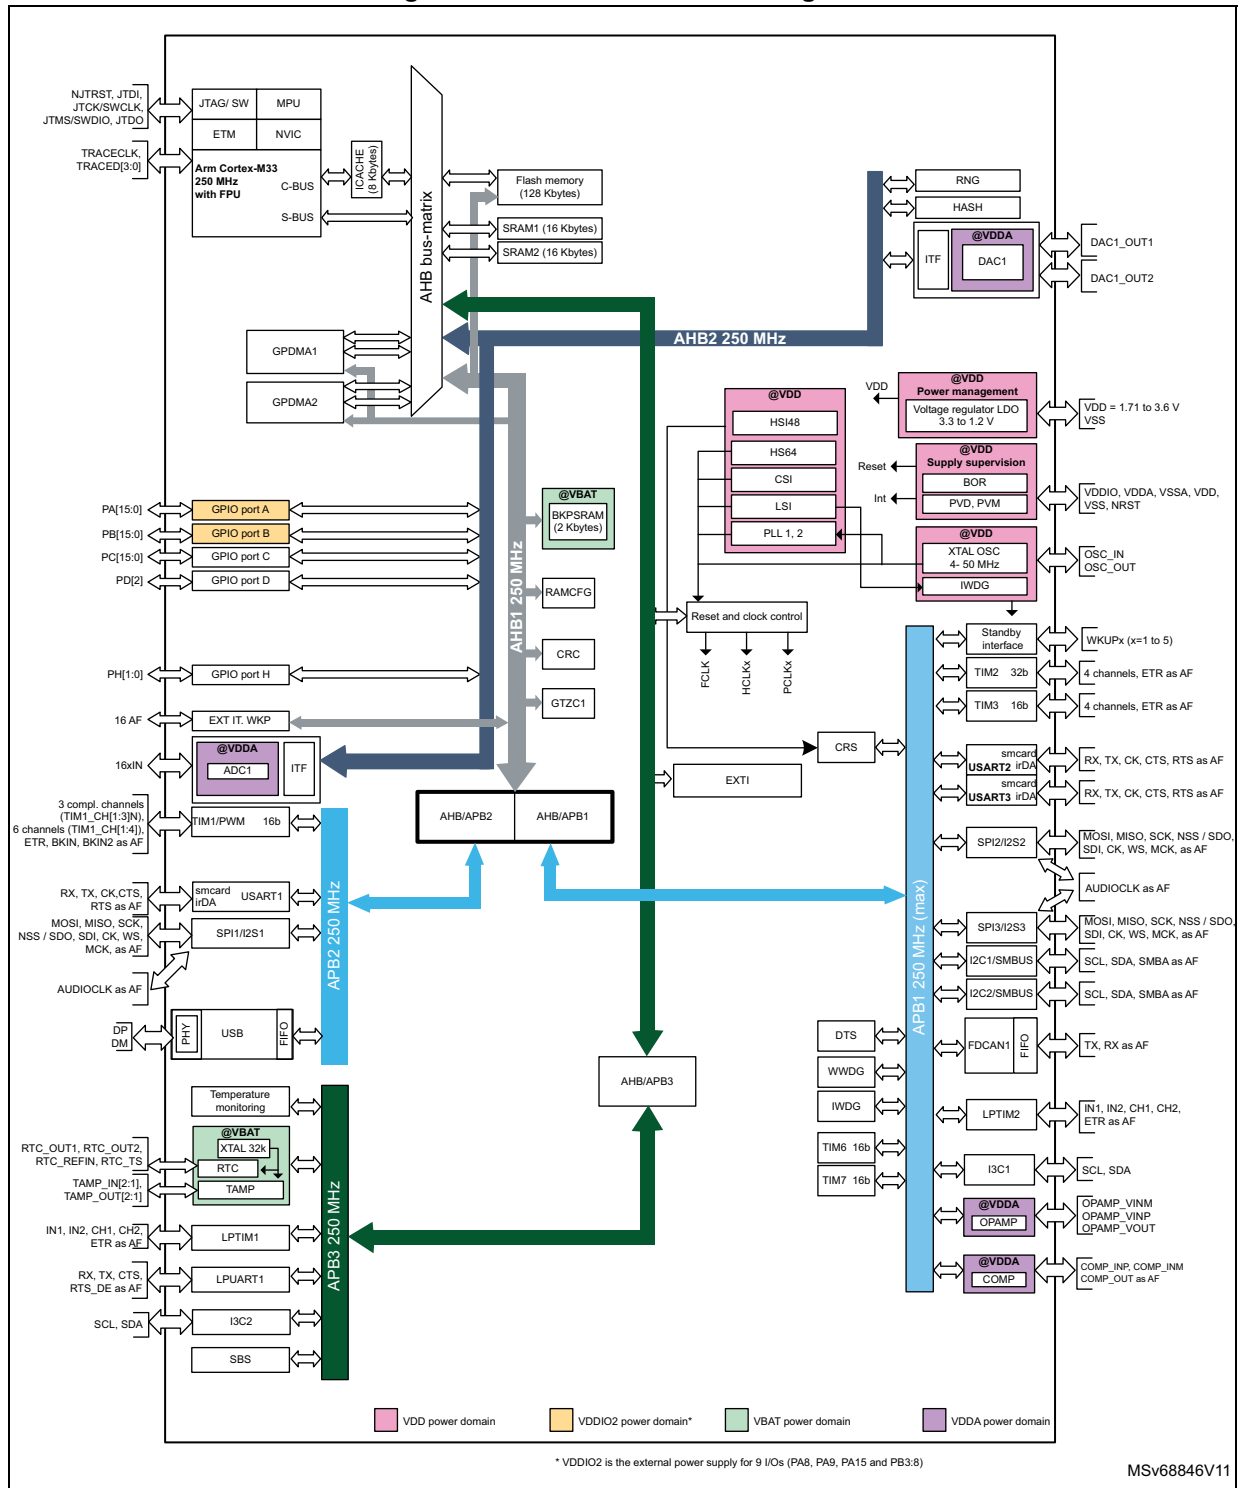 NJTRST, JTDI,
JTCK/SWCLK,
JTMS/SWDIO, JTDO
TRACECLK,
TRACED[3:0]
JTAG/ SW
MPU
ETM
NVIC
Arm Cortex-M33
250 MHz
with FPU
C-BUS
S-BUS
ICACHE
(8 Kbytes)
AHB bus-matrix
Flash memory
(128 Kbytes)
SRAM1 (16 Kbytes)
SRAM2 (16 Kbytes)
RNG
HASH
@VDDA
ITF
DAC1
DAC1_OUT1
DAC1_OUT2
AHB2 250 MHz
GPDMA1
GPDMA2
@VDD
HSI48
HS64
CSI
LSI
PLL 1, 2
VDD
@VDD
Power management
Voltage regulator LDO
3.3 to 1.2 V
VDD = 1.71 to 3.6 V
VSS
@VDD
Supply supervision
Reset
BOR
Int
PVD, PVM
VDDIO, VDDA, VSSA, VDD,
VSS, NRST
@VDD
XTAL OSC
4- 50 MHz
IWDG
OSC_IN
OSC_OUT
PA[15:0]
GPIO port A
PB[15:0]
GPIO port B
PC[15:0]
GPIO port C
PD[2]
GPIO port D
PH[1:0]
GPIO port H
16 AF
EXT IT. WKP
@VBAT
BKPSRAM
(2 Kbytes)
RAMCFG
CRC
GTZC1
AHB1 250 MHz
Reset and clock control
FCLK
HCLKx
PCLKx
Standby
interface
WKUPx (x=1 to 5)
TIM2 32b
4 channels, ETR as AF
TIM3 16b
4 channels, ETR as AF
CRS
EXTI
smcard
USART2 irDA
RX, TX, CK, CTS, RTS as AF
smcard
USART3 irDA
RX, TX, CK, CTS, RTS as AF
16xIN
@VDDA
ADC1
ITF
AHB/APB2
AHB/APB1
3 compl. channels
(TIM1_CH[1:3]N),
6 channels (TIM1_CH[1:4]),
ETR, BKIN, BKIN2 as AF
TIM1/PWM 16b
SPI2/I2S2
MOSI, MISO, SCK, NSS / SDO,
SDI, CK, WS, MCK, as AF
AUDIOCLK as AF
RX, TX, CK,CTS,
RTS as AF
smcard
irDA
USART1
MOSI, MISO, SCK,
NSS / SDO, SDI, CK, WS,
MCK, as AF
SPI1/I2S1
AUDIOCLK as AF
APB2 250 MHz
APB1 250 MHz (max)
SPI3/I2S3
MOSI, MISO, SCK, NSS / SDO,
SDI, CK, WS, MCK, as AF
I2C1/SMBUS
SCL, SDA, SMBA as AF
I2C2/SMBUS
SCL, SDA, SMBA as AF
DP
DM
PHY
USB
FIFO
DTS
WWDG
IWDG
TIM6 16b
TIM7 16b
FDCAN1
FIFO
TX, RX as AF
LPTIM2
IN1, IN2, CH1, CH2,
ETR as AF
I3C1
SCL, SDA
@VDDA
OPAMP
OPAMP_VINM
OPAMP_VINP
OPAMP_VOUT
@VDDA
COMP
COMP_INP, COMP_INM
COMP_OUT as AF
AHB/APB3
Temperature
monitoring
@VBAT
XTAL 32k
RTC
TAMP
RTC_OUT1, RTC_OUT2,
RTC_REFIN, RTC_TS
TAMP_IN[2:1],
TAMP_OUT[2:1]
IN1, IN2, CH1, CH2,
ETR as AF
LPTIM1
RX, TX, CTS,
RTS_DE as AF
LPUART1
SCL, SDA
I3C2
SBS
APB3 250 MHz
VDD power domain
VDDIO2 power domain*
VBAT power domain
VDDA power domain
* VDDIO2 is the external power supply for 9 I/Os (PA8, PA9, PA15 and PB3:8)
MSv68846V11